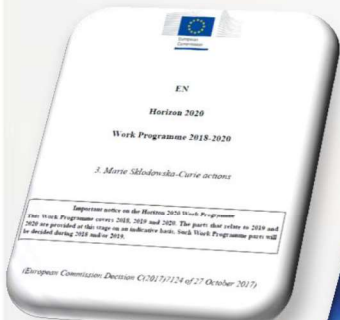 European
Commission
EN
Horizon 2020
Work Programme 2018-2020
3. Marie Skłodowska-Curie actions
Important notice on the Horizon 2020 Work Programme
This Work Programme covers 2018, 2019 and 2020. The parts that relate to 2019 and
2020 are provided at this stage on an indicative basis. Such Work Programme parts will
be decided during 2018 and/or 2019.
(European Commission Decision C(2017)7124 of 27 October 2017)